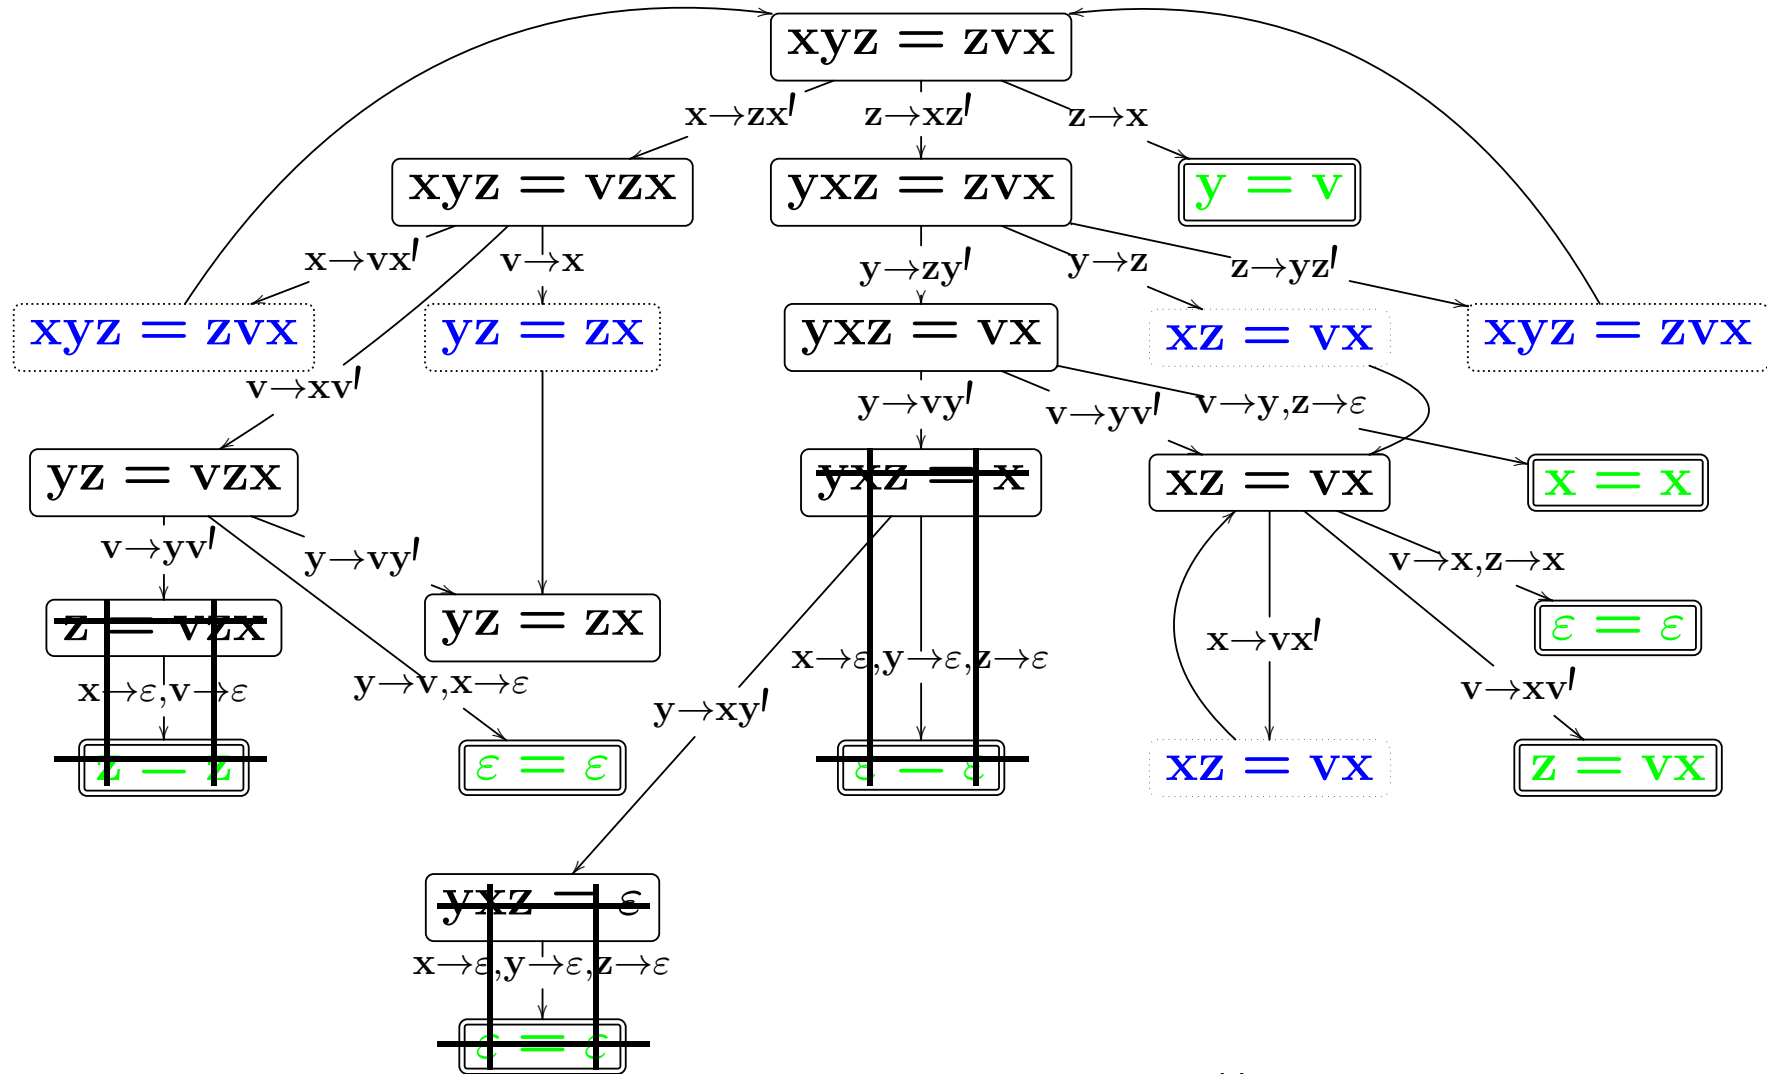 xyz = zvx
x→zx′ z→xz′ z→x
xyz = vzx yxz = zvx y = v
x→vx′ v→x y→zy′ y→z z→yz′
xyz = zvx yz = zx yxz = vx xz = vx xyz = zvx
v→xv′ y→vy′ v→yv′ v→y,z→ε
yz = vzx yxz = x xz = vx x = x
v→yv′ y→vy′ v→x,z→x
z = vzx yz = zx ε = ε
x→ε,v→ε y→v,x→ε y→xy′ x→ε,y→ε,z→ε x→vx′ v→xv′
z = z ε = ε ε = ε xz = vx z = vx
yxz = ε
x→ε,y→ε,z→ε
ε = ε